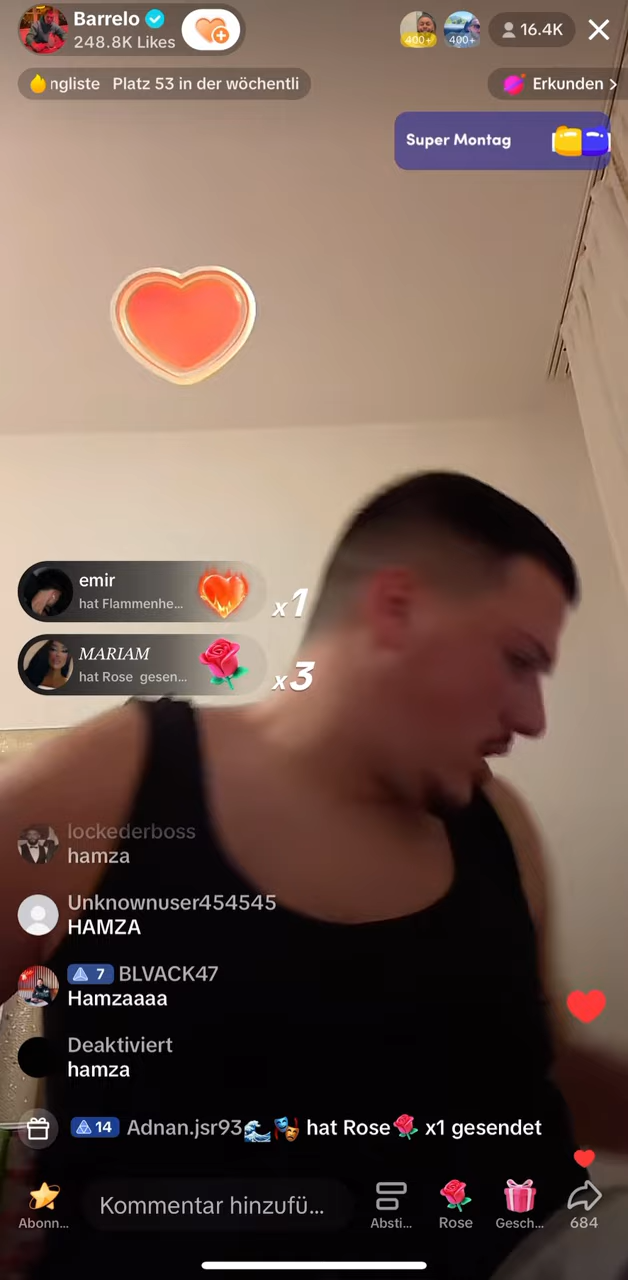 Barrelo
248.8K Likes
400+
400+
16.4K
ngliste Platz 53 in der wöchentli
Erkunden
Super Montag
emir
hat Flammenhe...
x1
MARIAM
hat Rose gesen...
x3
lockederboss
hamza
Unknownuser454545
HAMZA
7 BLVACK47
Hamzaaaa
Deaktiviert
hamza
14 Adnan.jsr93🌊🎭 hat Rose🌹 x1 gesendet
Kommentar hinzufü...
Abonn...
Absti...
Rose
Gesch...
684